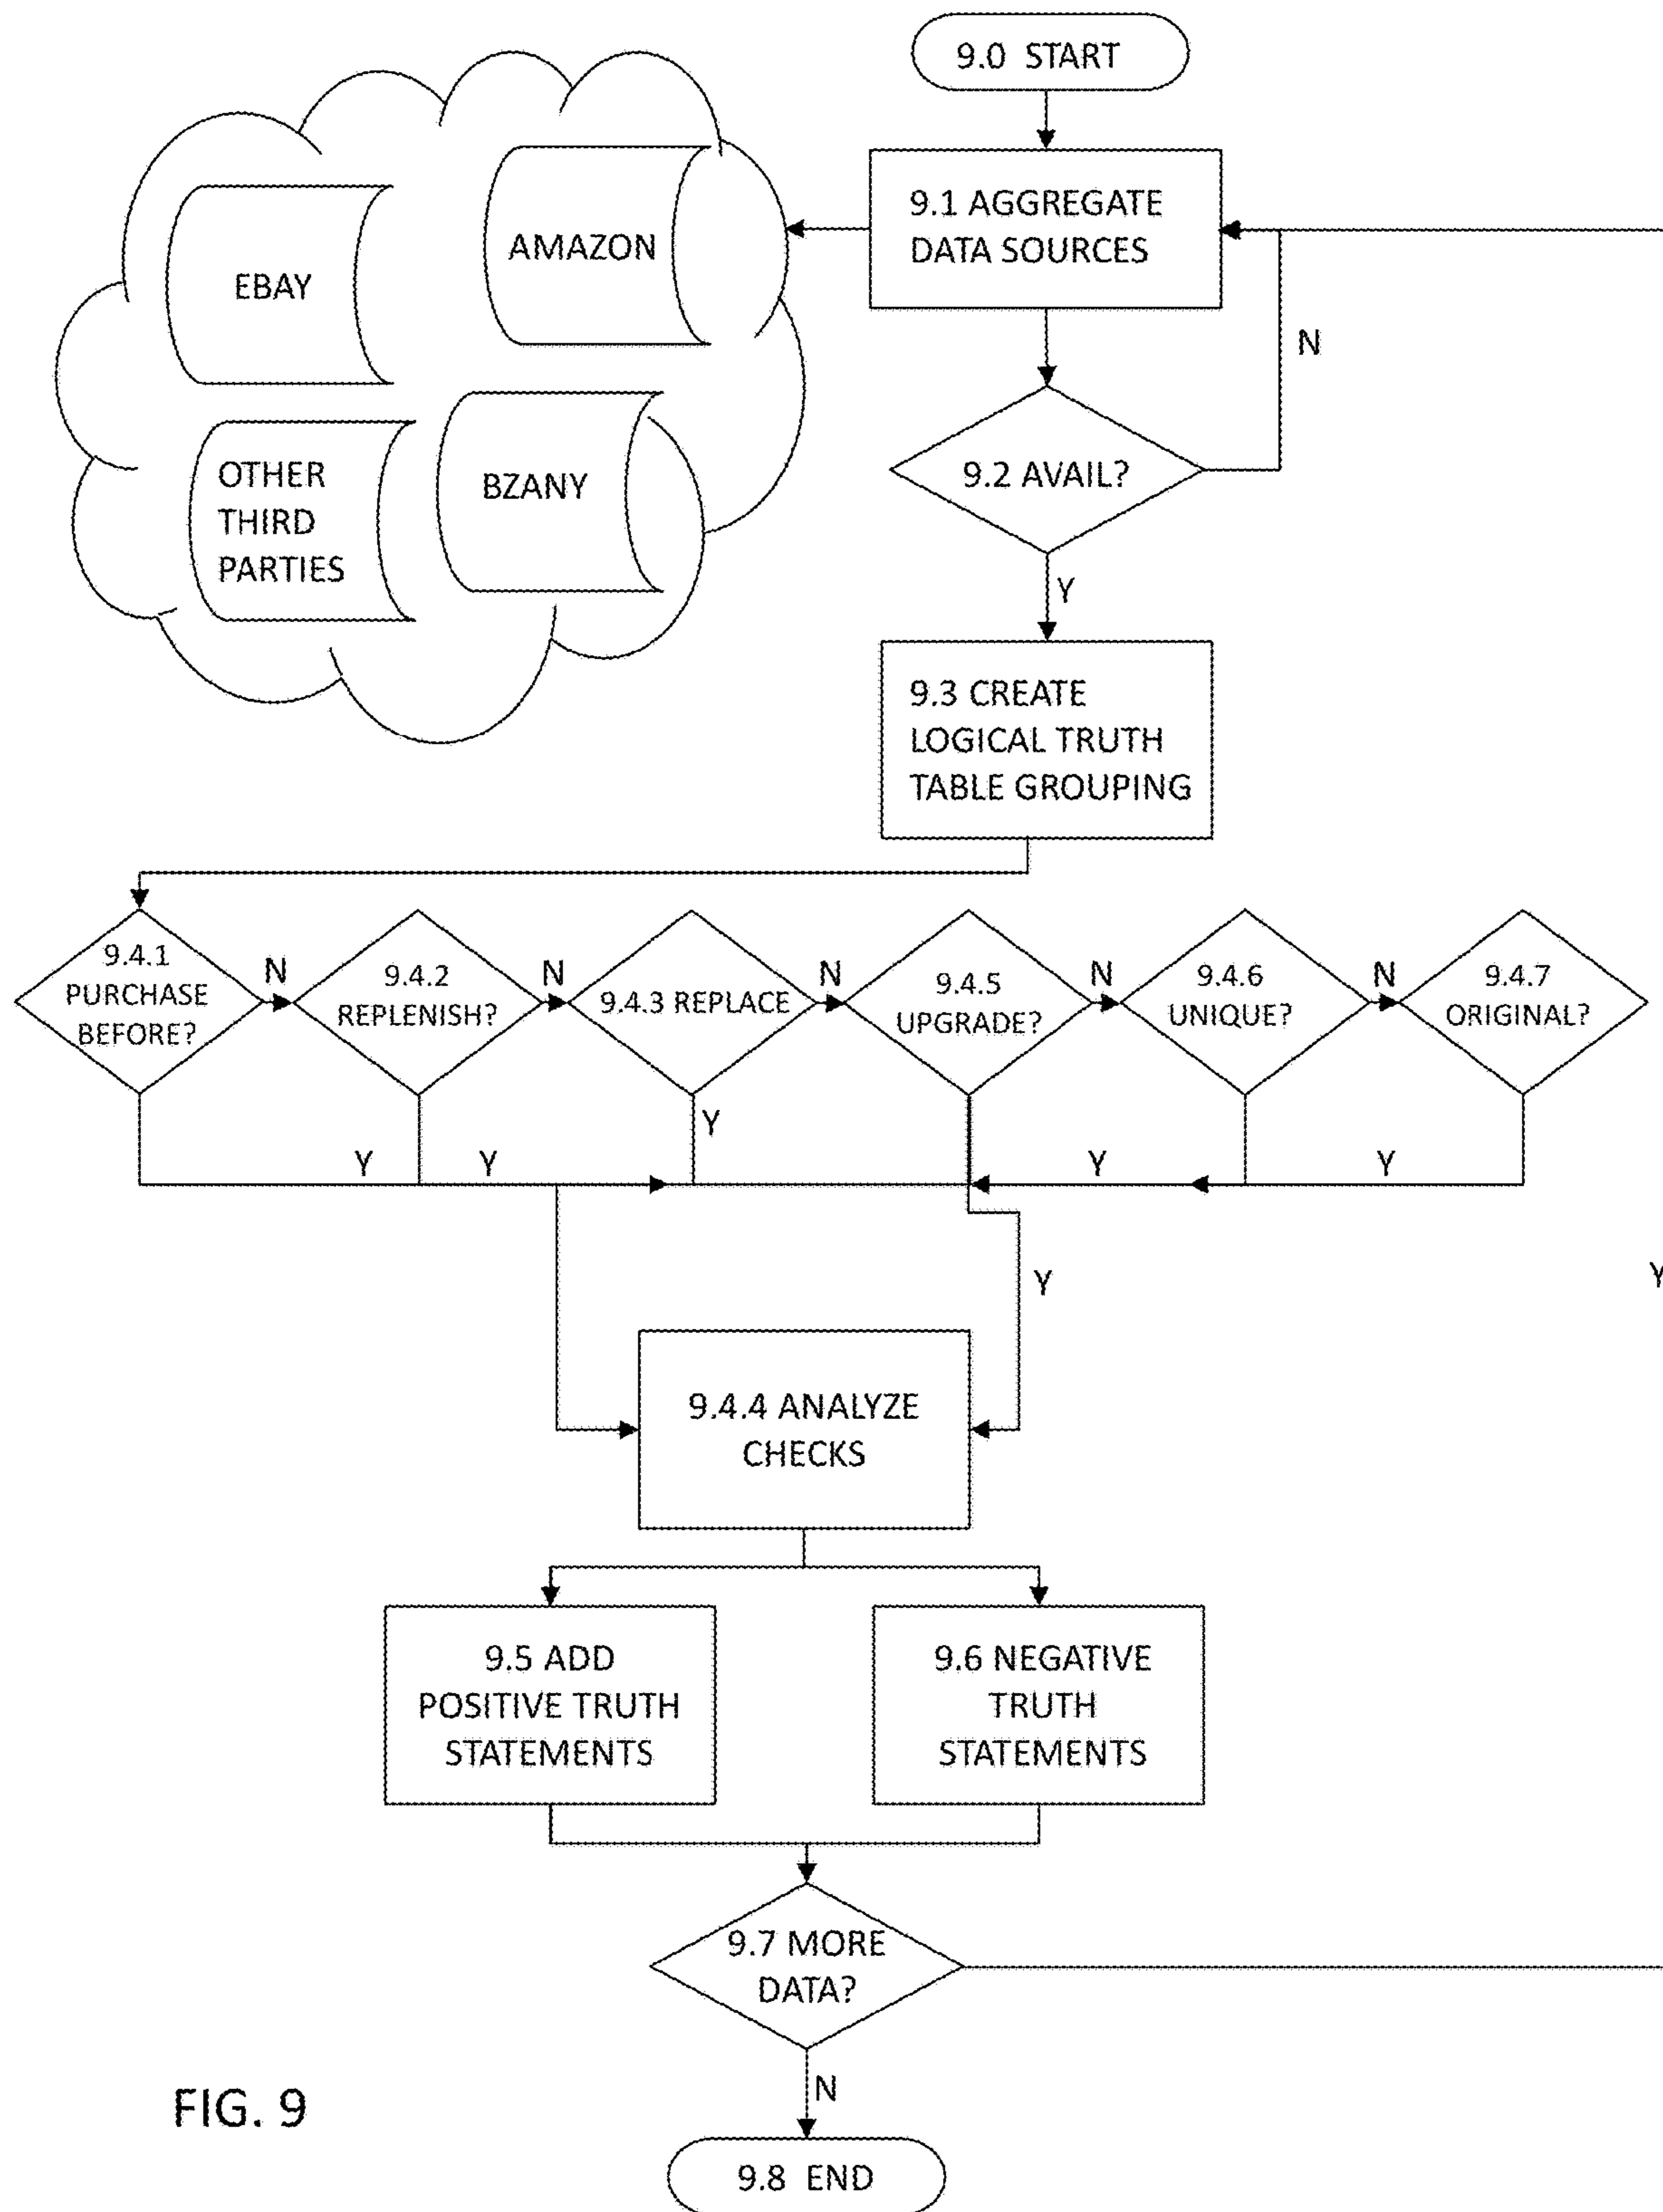 9.0 START
9.1 AGGREGATE
DATA SOURCES
AMAZON
EBAY
N
OTHER
THIRD
PARTIES
BZANY
9.2 AVAIL?
Y
9.3 CREATE
LOGICAL TRUTH
TABLE GROUPING
9.4.1
PURCHASE
BEFORE?
N
9.4.2
REPLENISH?
N
9.4.3 REPLACE
N
9.4.5
UPGRADE?
N
9.4.6
UNIQUE?
N
9.4.7
ORIGINAL?
Y
Y
Y
Y
Y
Y
Y
9.4.4 ANALYZE
CHECKS
9.5 ADD
POSITIVE TRUTH
STATEMENTS
9.6 NEGATIVE
TRUTH
STATEMENTS
9.7 MORE
DATA?
N
FIG. 9
9.8 END